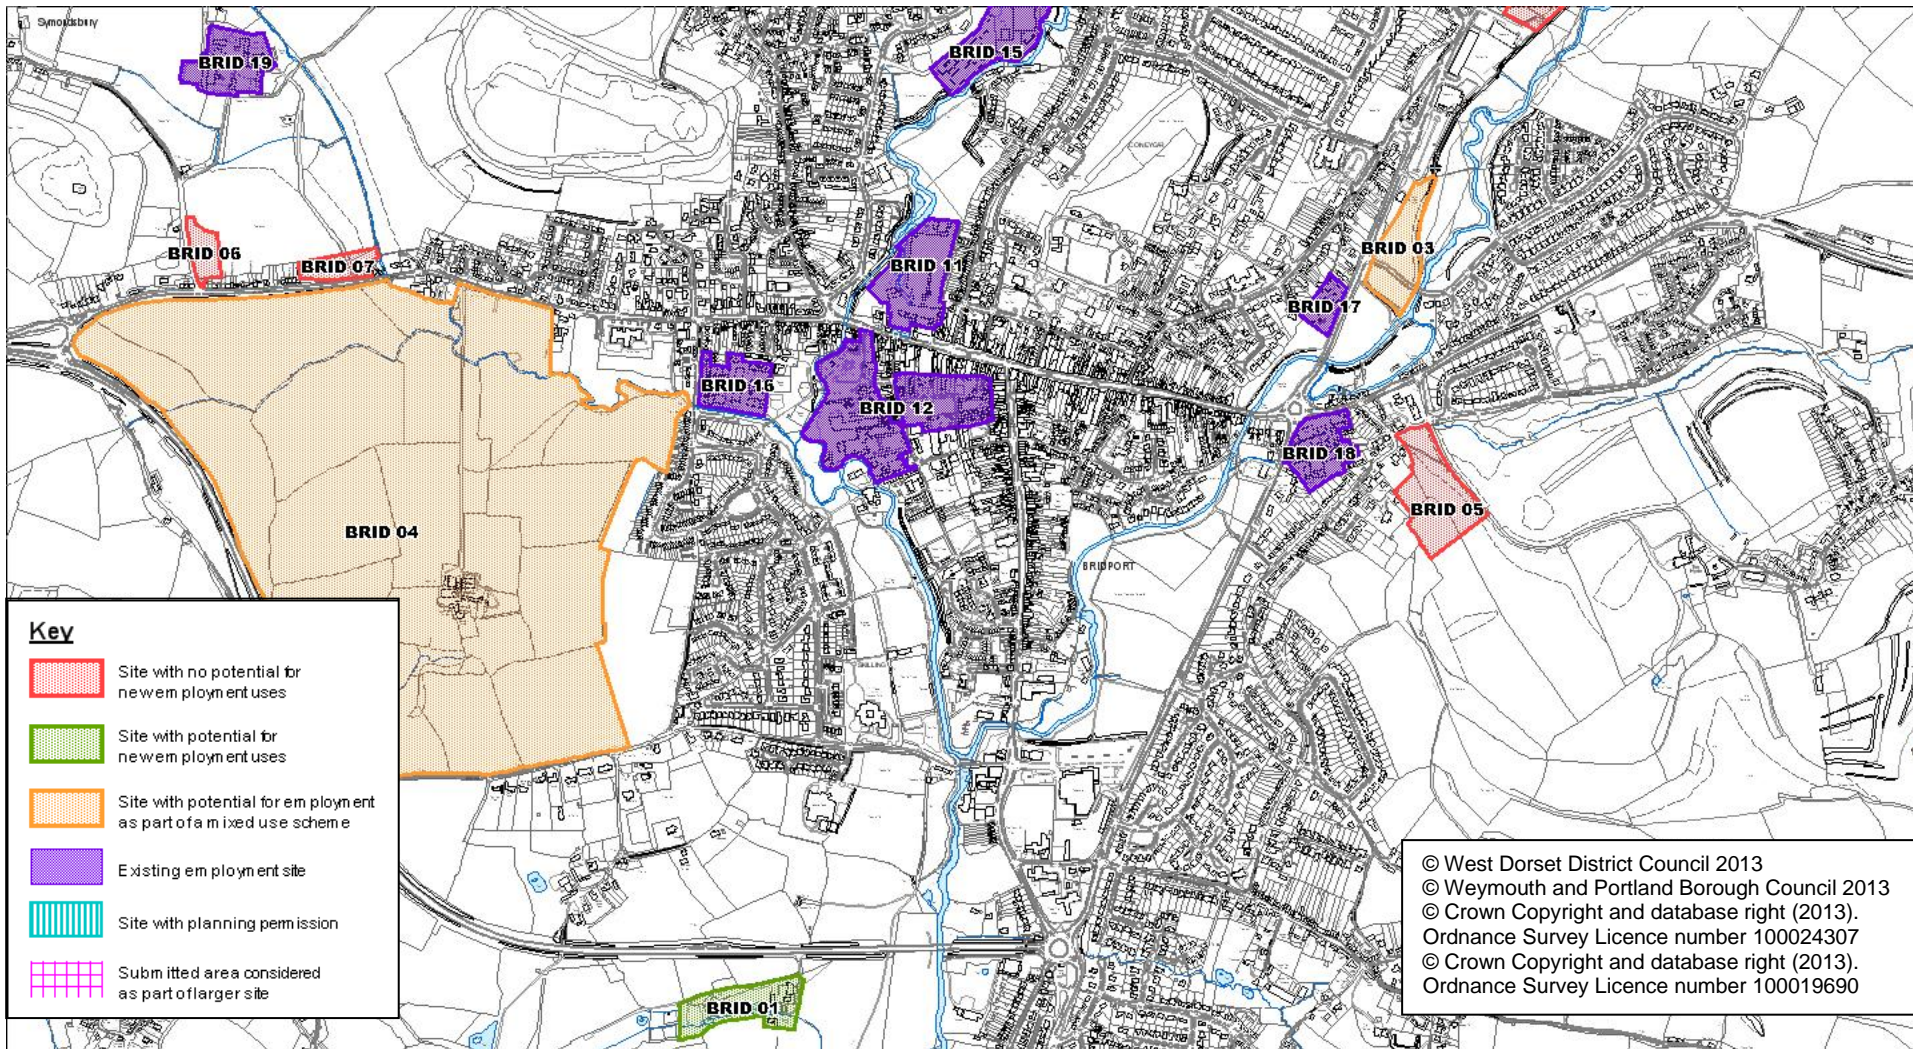 Symondsbury
BRID 19
BRID 15
CONEYGAR
BRID 06
BRID 07
BRID 11
BRID 03
BRID 17
BRID 16
BRID 12
BRID 18
BRID 05
BRID 04
BRIDPORT
SKILLING
BRID 01
Key
Site with no potential for
new employment uses
Site with potential for
new employment uses
Site with potential for employment
as part of a mixed use scheme
Existing employment site
Site with planning permission
Submitted area considered
as part of larger site
© West Dorset District Council 2013
© Weymouth and Portland Borough Council 2013
© Crown Copyright and database right (2013).
Ordnance Survey Licence number 100024307
© Crown Copyright and database right (2013).
Ordnance Survey Licence number 100019690